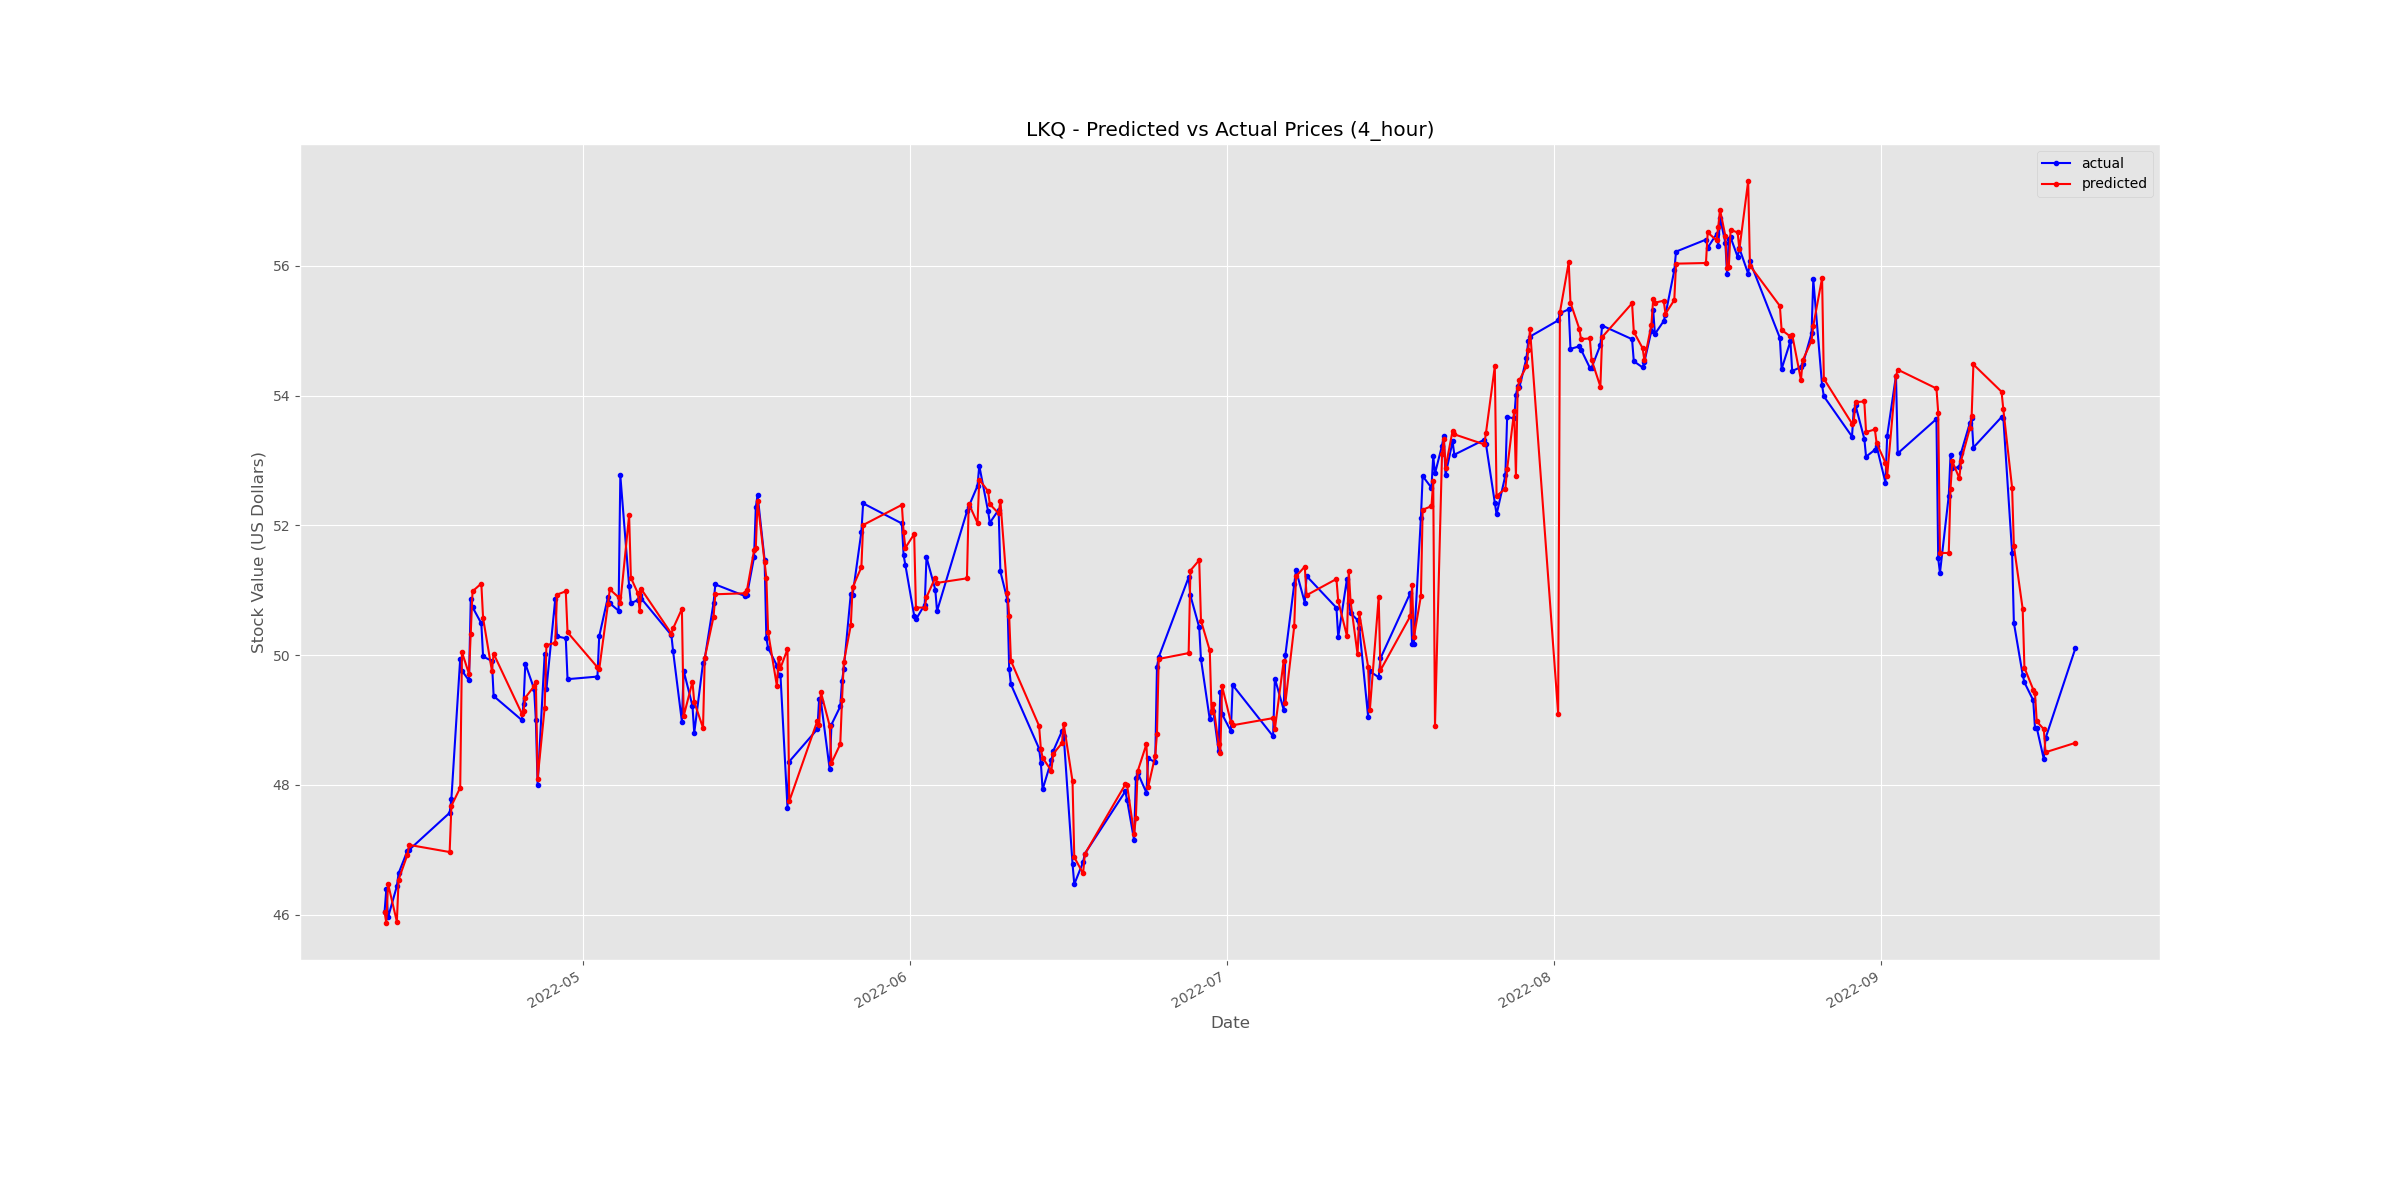 LKQ - Predicted vs Actual Prices (4_hour)
actual
predicted
56
54
52
50
48
46
Stock Value (US Dollars)
2022-05
2022-06
2022-07
2022-08
2022-09
Date